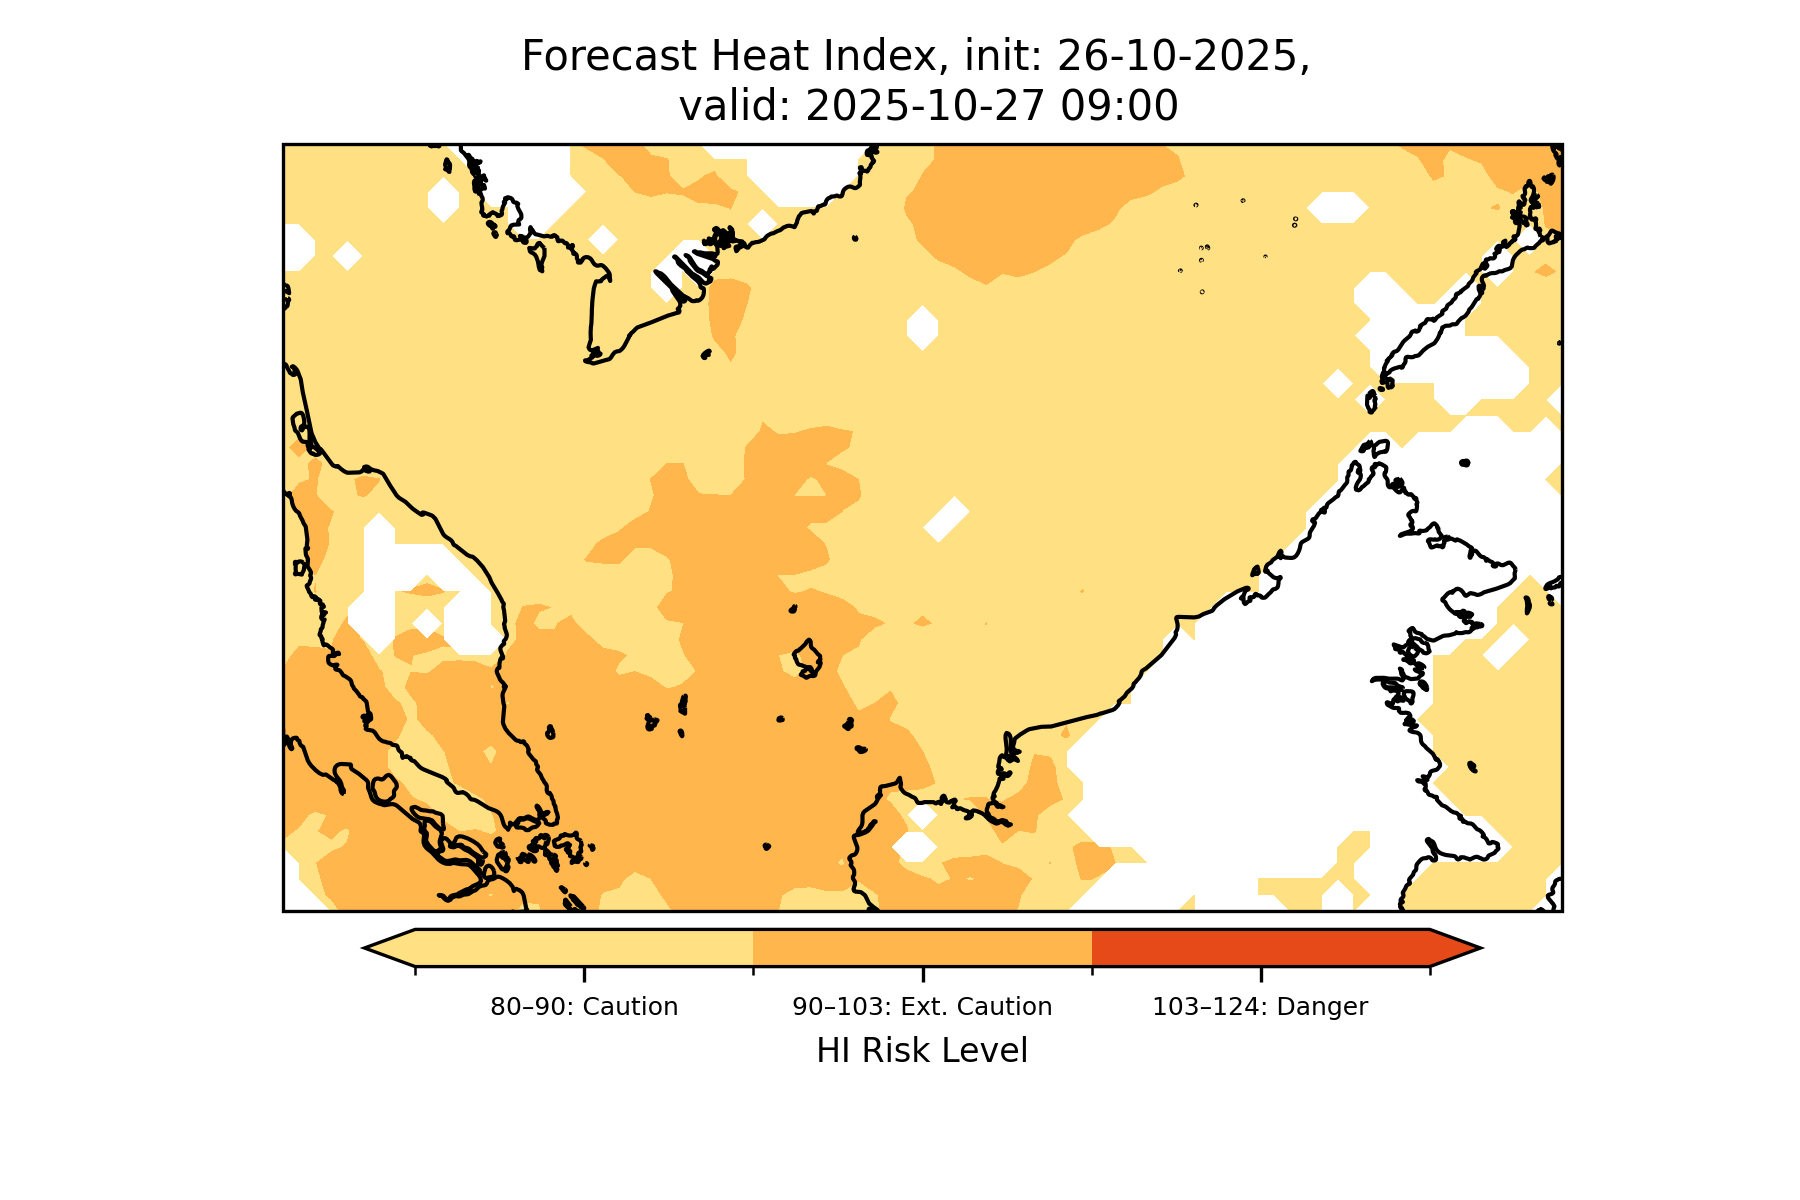 Forecast Heat Index, init: 26-10-2025,
valid: 2025-10-27 09:00
80–90: Caution
90–103: Ext. Caution
103–124: Danger
HI Risk Level